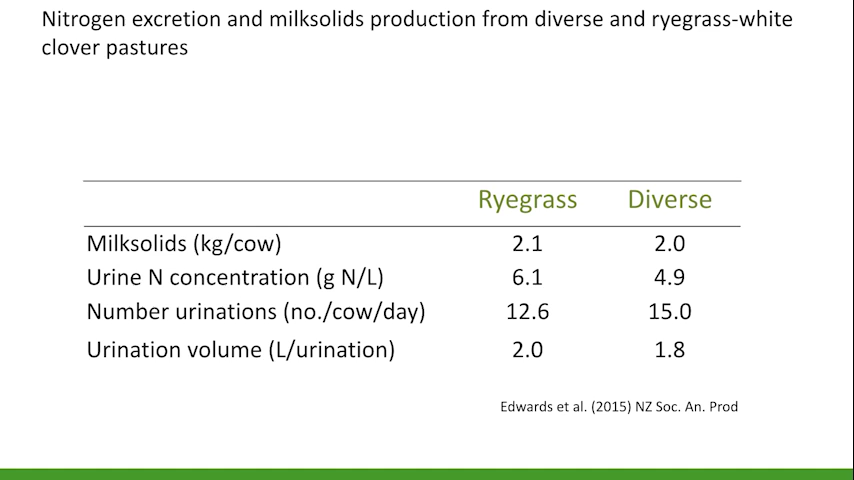 Nitrogen excretion and milksolids production from diverse and ryegrass-white
clover pastures
Ryegrass Diverse
Milksolids (kg/cow) 2.1 2.0
Urine N concentration (g N/L) 6.1 4.9
Number urinations (no./cow/day) 12.6 15.0
Urination volume (L/urination) 2.0 1.8
Edwards et al. (2015) NZ Soc. An. Prod